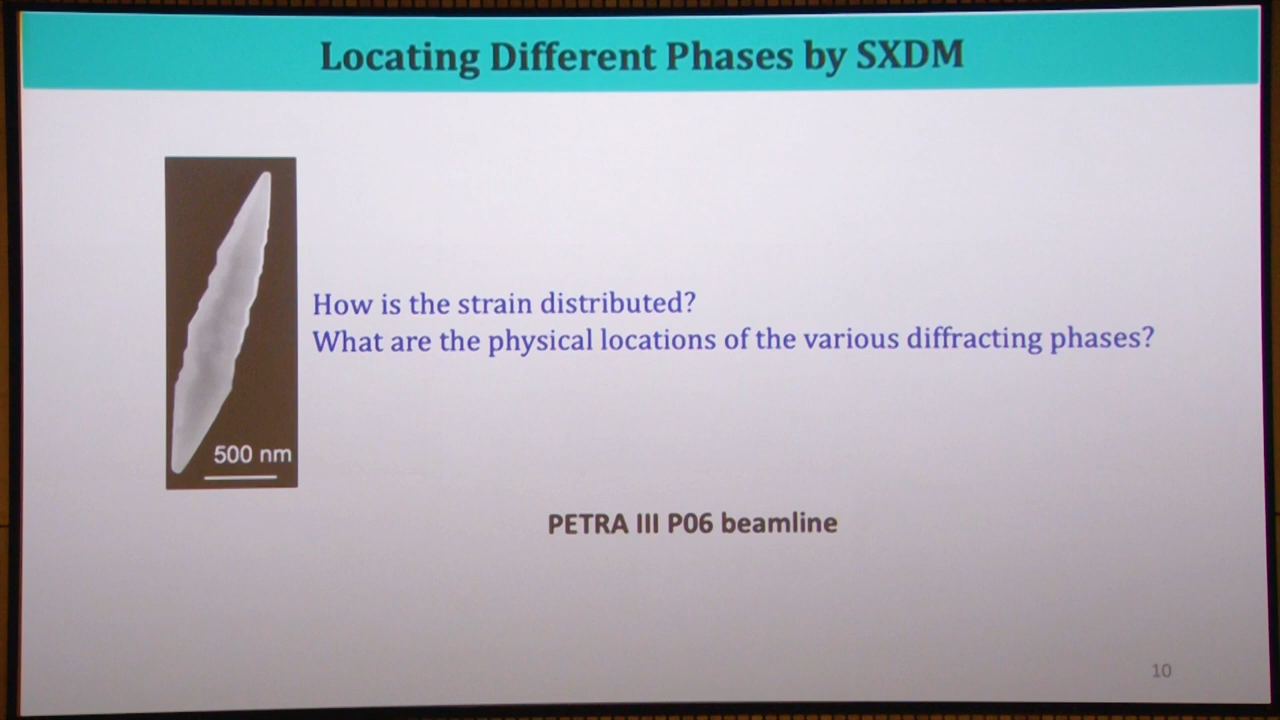 Locating Different Phases by SXDM
How is the strain distributed?
What are the physical locations of the various diffracting phases?
500 nm
PETRA III P06 beamline
10